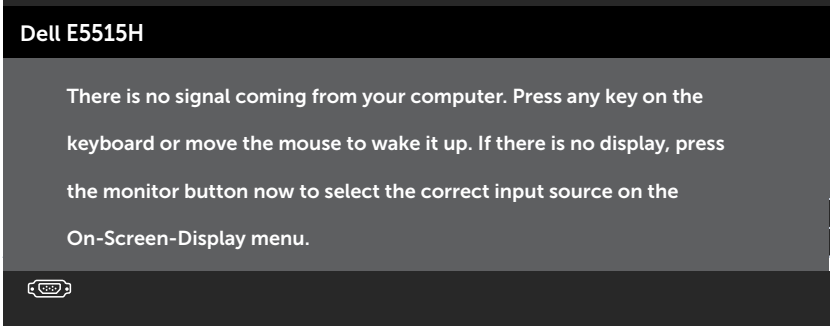 Dell E5515H
There is no signal coming from your computer. Press any key on the
keyboard or move the mouse to wake it up. If there is no display, press
the monitor button now to select the correct input source on the
On-Screen-Display menu.